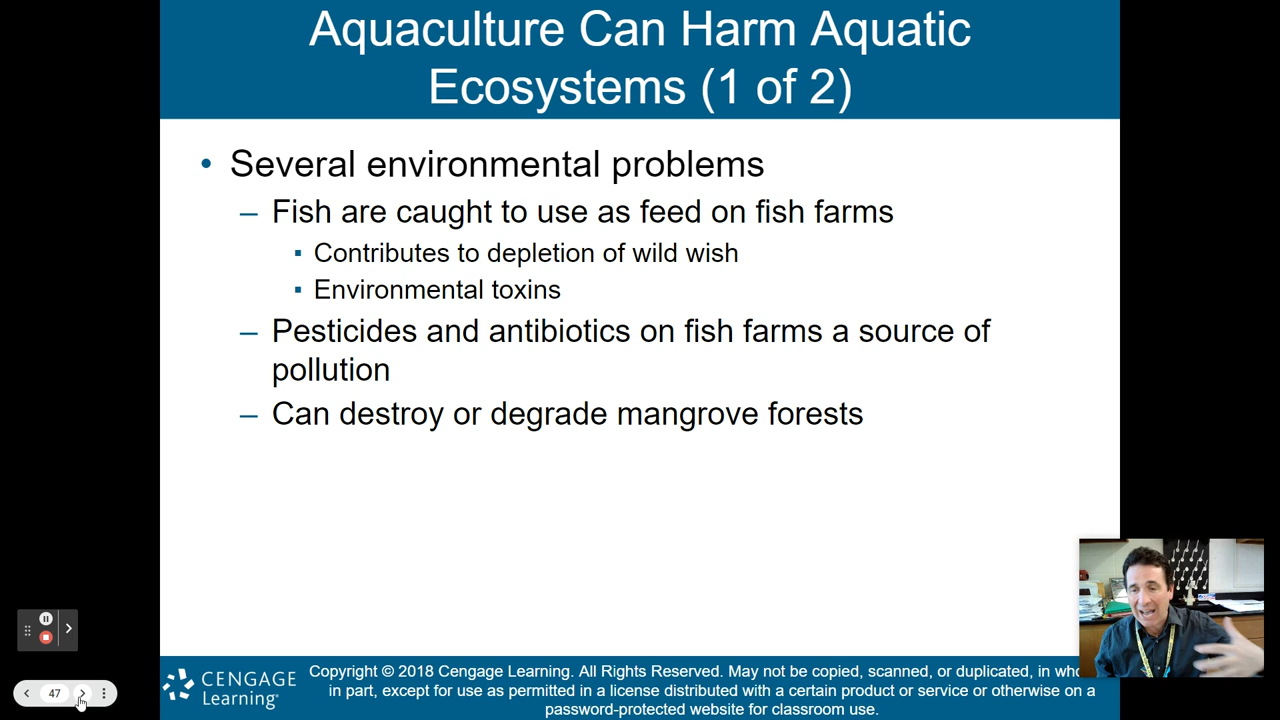 Aquaculture Can Harm Aquatic
Ecosystems (1 of 2)
• Several environmental problems
– Fish are caught to use as feed on fish farms
▪ Contributes to depletion of wild wish
▪ Environmental toxins
– Pesticides and antibiotics on fish farms a source of
pollution
– Can destroy or degrade mangrove forests
47
CENGAGE
Learning
Copyright © 2018 Cengage Learning. All Rights Reserved. May not be copied, scanned, or duplicated, in
in part, except for use as permitted in a license distributed with a certain product or service or otherwise on a
password-protected website for classroom use.